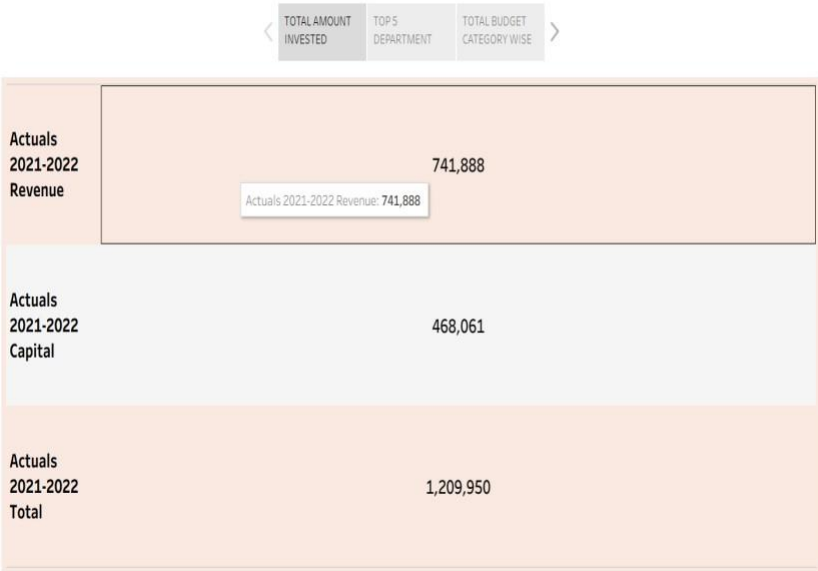 TOTAL AMOUNT
INVESTED
TOP 5
DEPARTMENT
TOTAL BUDGET
CATEGORY WISE
Actuals
2021-2022
Revenue
741,888
Actuals 2021-2022 Revenue: 741,888
Actuals
2021-2022
Capital
468,061
Actuals
2021-2022
Total
1,209,950